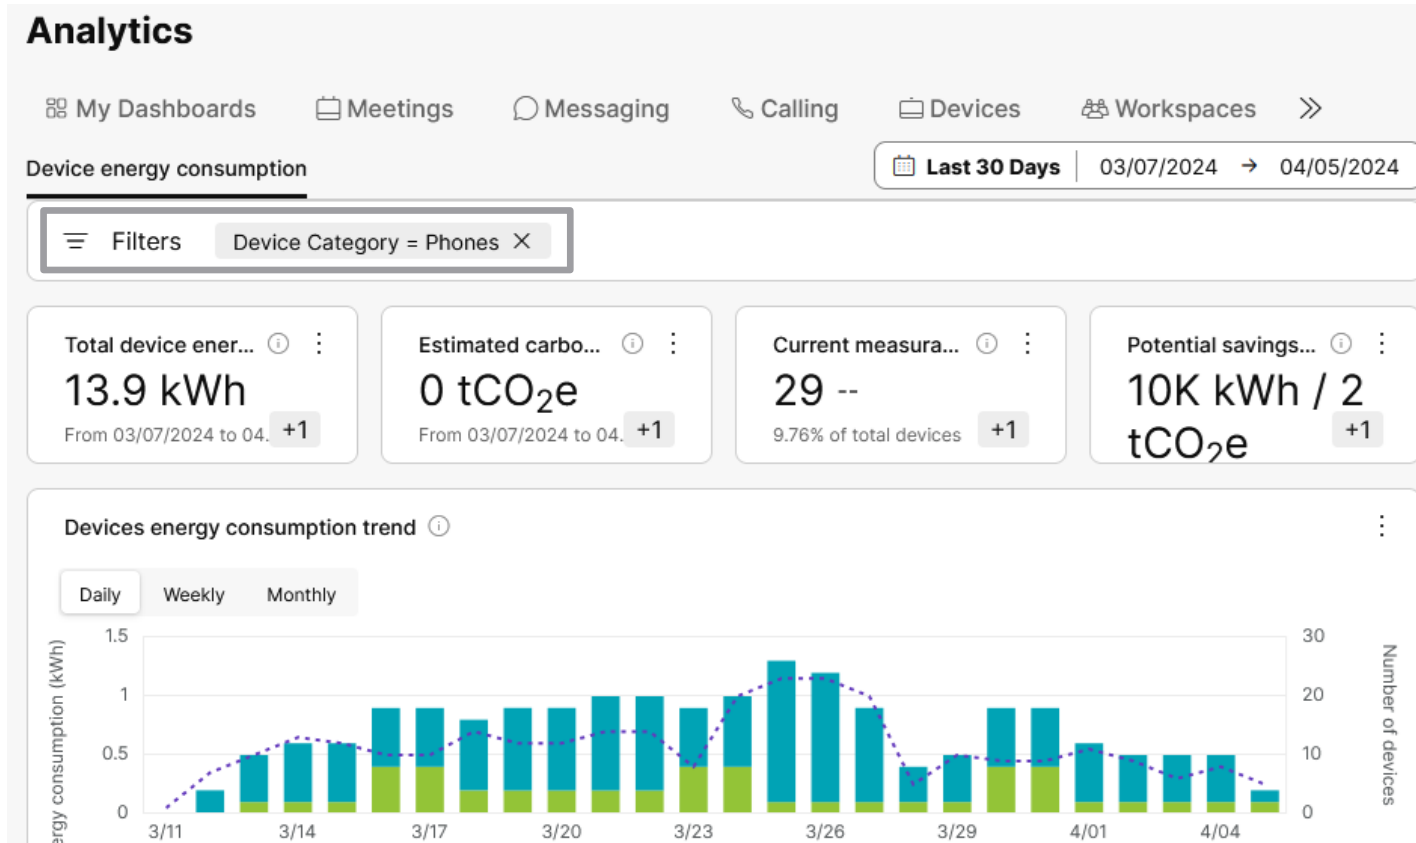 Analytics
My Dashboards Meetings Messaging Calling Devices Workspaces
Device energy consumption
Last 30 Days 03/07/2024 → 04/05/2024
Filters Device Category = Phones
Total device ener...
13.9 kWh
From 03/07/2024 to 04. +1
Estimated carbo...
0 tCO₂e
From 03/07/2024 to 04. +1
Current measura...
29 --
9.76% of total devices +1
Potential savings...
10K kWh / 2
tCO₂e +1
Devices energy consumption trend
Daily Weekly Monthly
1.5
1
0.5
0
ergy consumption (kWh)
30
20
10
0
Number of devices
3/11 3/14 3/17 3/20 3/23 3/26 3/29 4/01 4/04